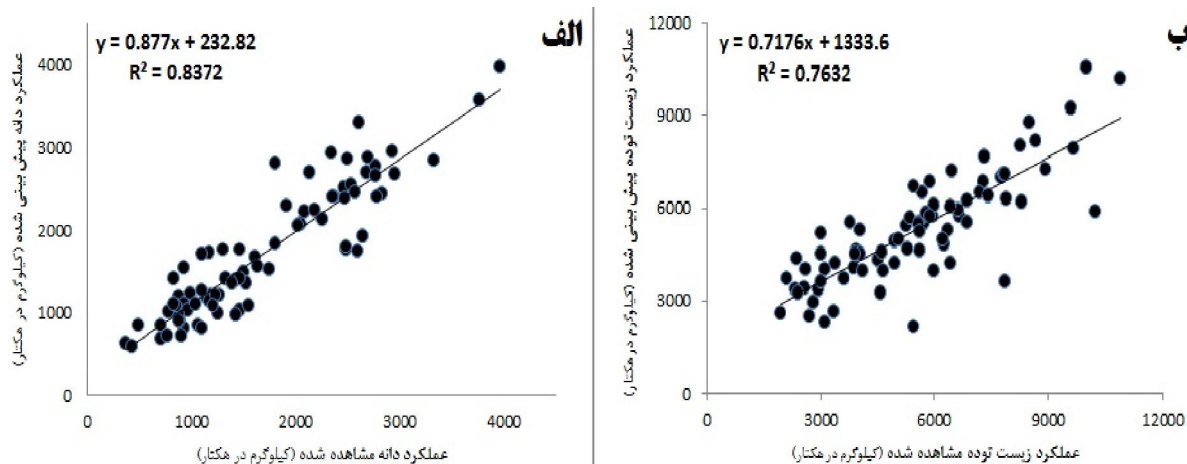 الف
y = 0.877x + 232.82
R² = 0.8372
عملکرد دانه پیش بینی شده (کیلوگرم در هکتار)
4000
3000
2000
1000
0
0 1000 2000 3000 4000
عملکرد دانه مشاهده شده (کیلوگرم در هکتار)
ب
y = 0.7176x + 1333.6
R² = 0.7632
عملکرد زیست توده پیش بینی شده (کیلوگرم در هکتار)
12000
9000
6000
3000
0
0 3000 6000 9000 12000
عملکرد زیست توده مشاهده شده (کیلوگرم در هکتار)